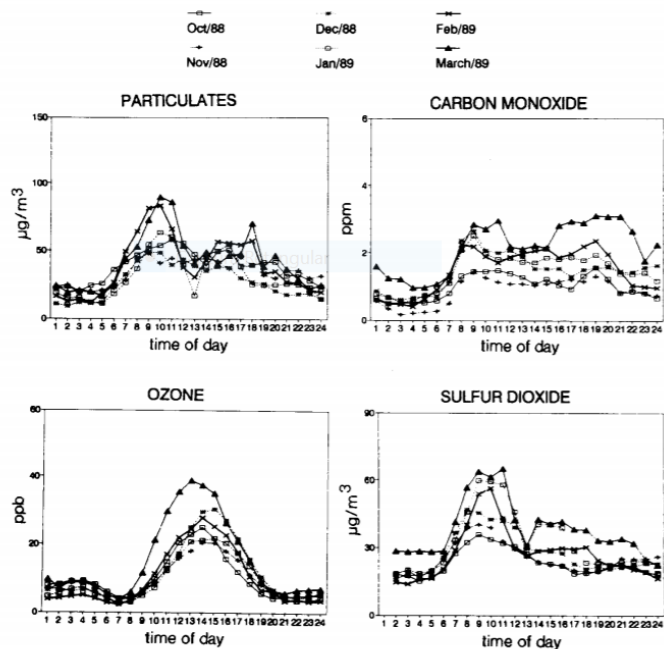 Oct/88 Dec/88 Feb/89
Nov/88 Jan/89 March/89
PARTICULATES
150
100
50
0
µg/m3
1 2 3 4 5 6 7 8 9 10 11 12 13 14 15 16 17 18 19 20 21 22 23 24
time of day
CARBON MONOXIDE
6
4
2
0
ppm
1 2 3 4 5 6 7 8 9 10 11 12 13 14 15 16 17 18 19 20 21 22 23 24
time of day
OZONE
60
40
20
0
ppb
1 2 3 4 5 6 7 8 9 10 11 12 13 14 15 16 17 18 19 20 21 22 23 24
time of day
SULFUR DIOXIDE
90
60
30
0
µg/m3
1 2 3 4 5 6 7 8 9 10 11 12 13 14 15 16 17 18 19 20 21 22 23 24
time of day